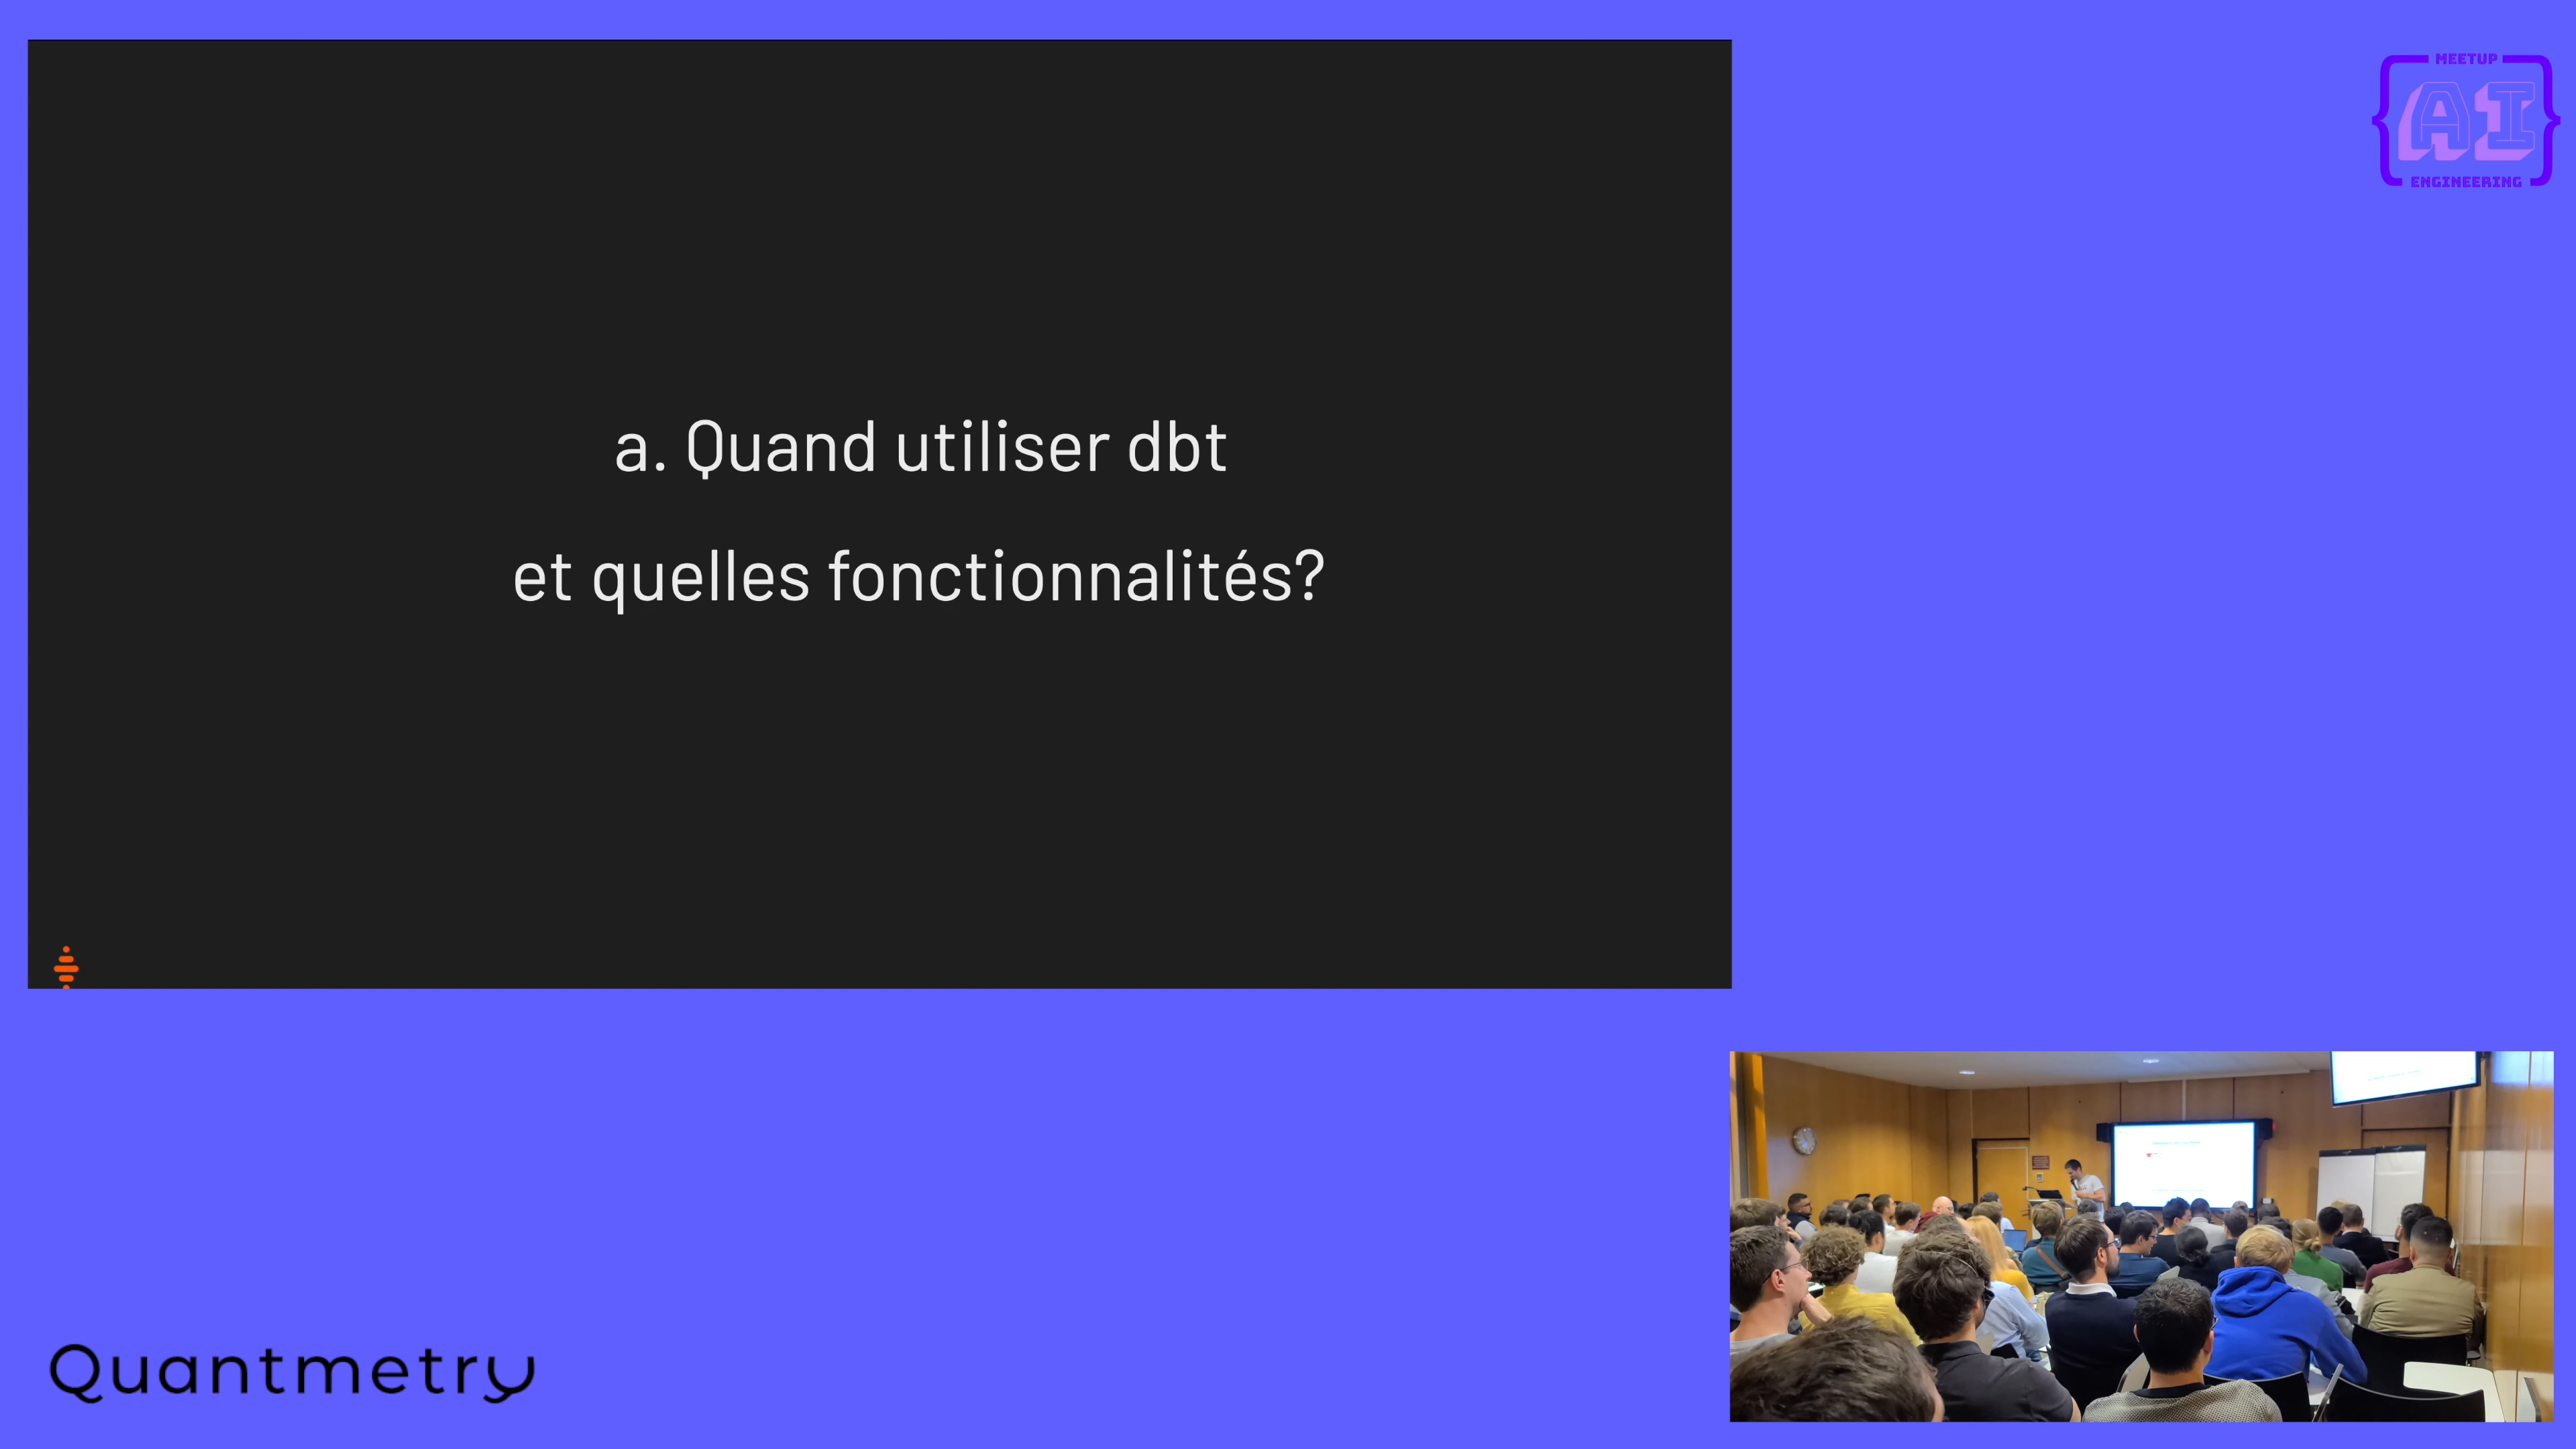 MEETUP
AI
ENGINEERING
a. Quand utiliser dbt
et quelles fonctionnalités?
Quantmetry